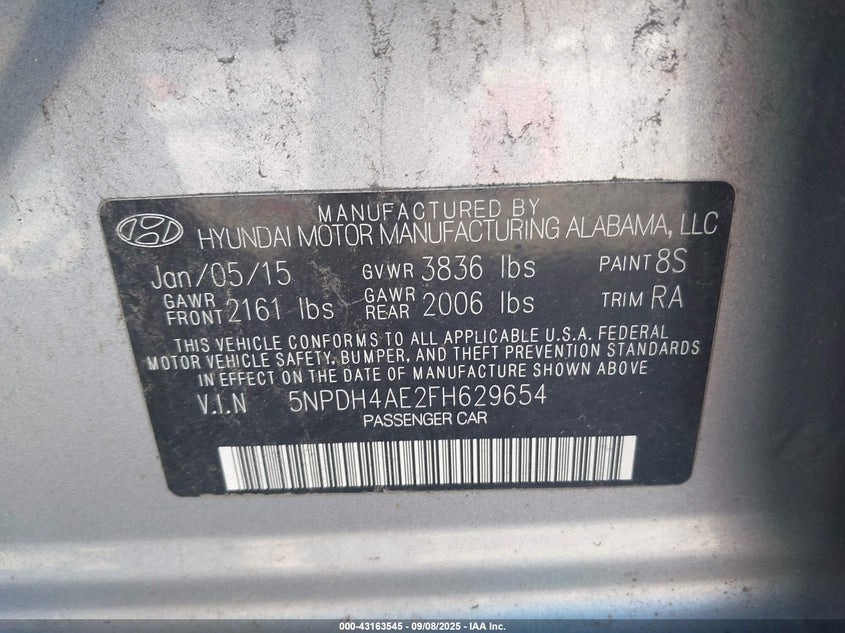 MANUFACTURED BY
HYUNDAI MOTOR MANUFACTURING ALABAMA, LLC
Jan/05/15 GVWR 3836 lbs PAINT 8S
GAWR FRONT 2161 lbs GAWR REAR 2006 lbs TRIM RA
THIS VEHICLE CONFORMS TO ALL APPLICABLE U.S.A. FEDERAL
MOTOR VEHICLE SAFETY, BUMPER, AND THEFT PREVENTION STANDARDS
IN EFFECT ON THE DATE OF MANUFACTURE SHOWN ABOVE
V.I.N 5NPDH4AE2FH629654
PASSENGER CAR
000-43163545 - 09/08/2025 - IAA Inc.